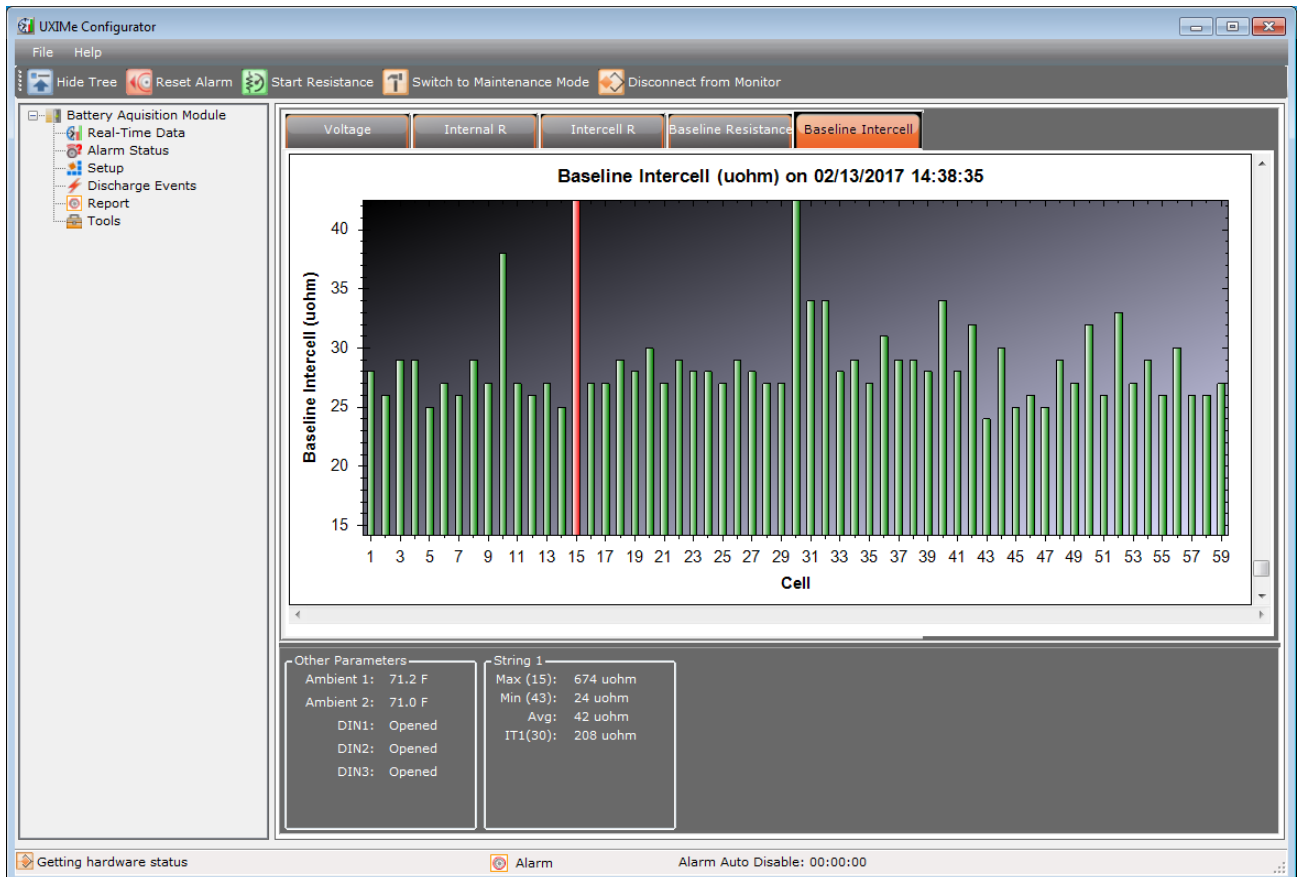 UXIMe Configurator
File Help
Hide Tree Reset Alarm Start Resistance Switch to Maintenance Mode Disconnect from Monitor
Battery Aquisition Module
Real-Time Data
Alarm Status
Setup
Discharge Events
Report
Tools
Voltage Internal R Intercell R Baseline Resistance Baseline Intercell
Baseline Intercell (uohm) on 02/13/2017 14:38:35
Baseline Intercell (uohm)
40
35
30
25
20
15
1 3 5 7 9 11 13 15 17 19 21 23 25 27 29 31 33 35 37 39 41 43 45 47 49 51 53 55 57 59
Cell
Other Parameters
Ambient 1: 71.2 F
Ambient 2: 71.0 F
DIN1: Opened
DIN2: Opened
DIN3: Opened
String 1
Max (15): 674 uohm
Min (43): 24 uohm
Avg: 42 uohm
IT1(30): 208 uohm
Getting hardware status Alarm Alarm Auto Disable: 00:00:00